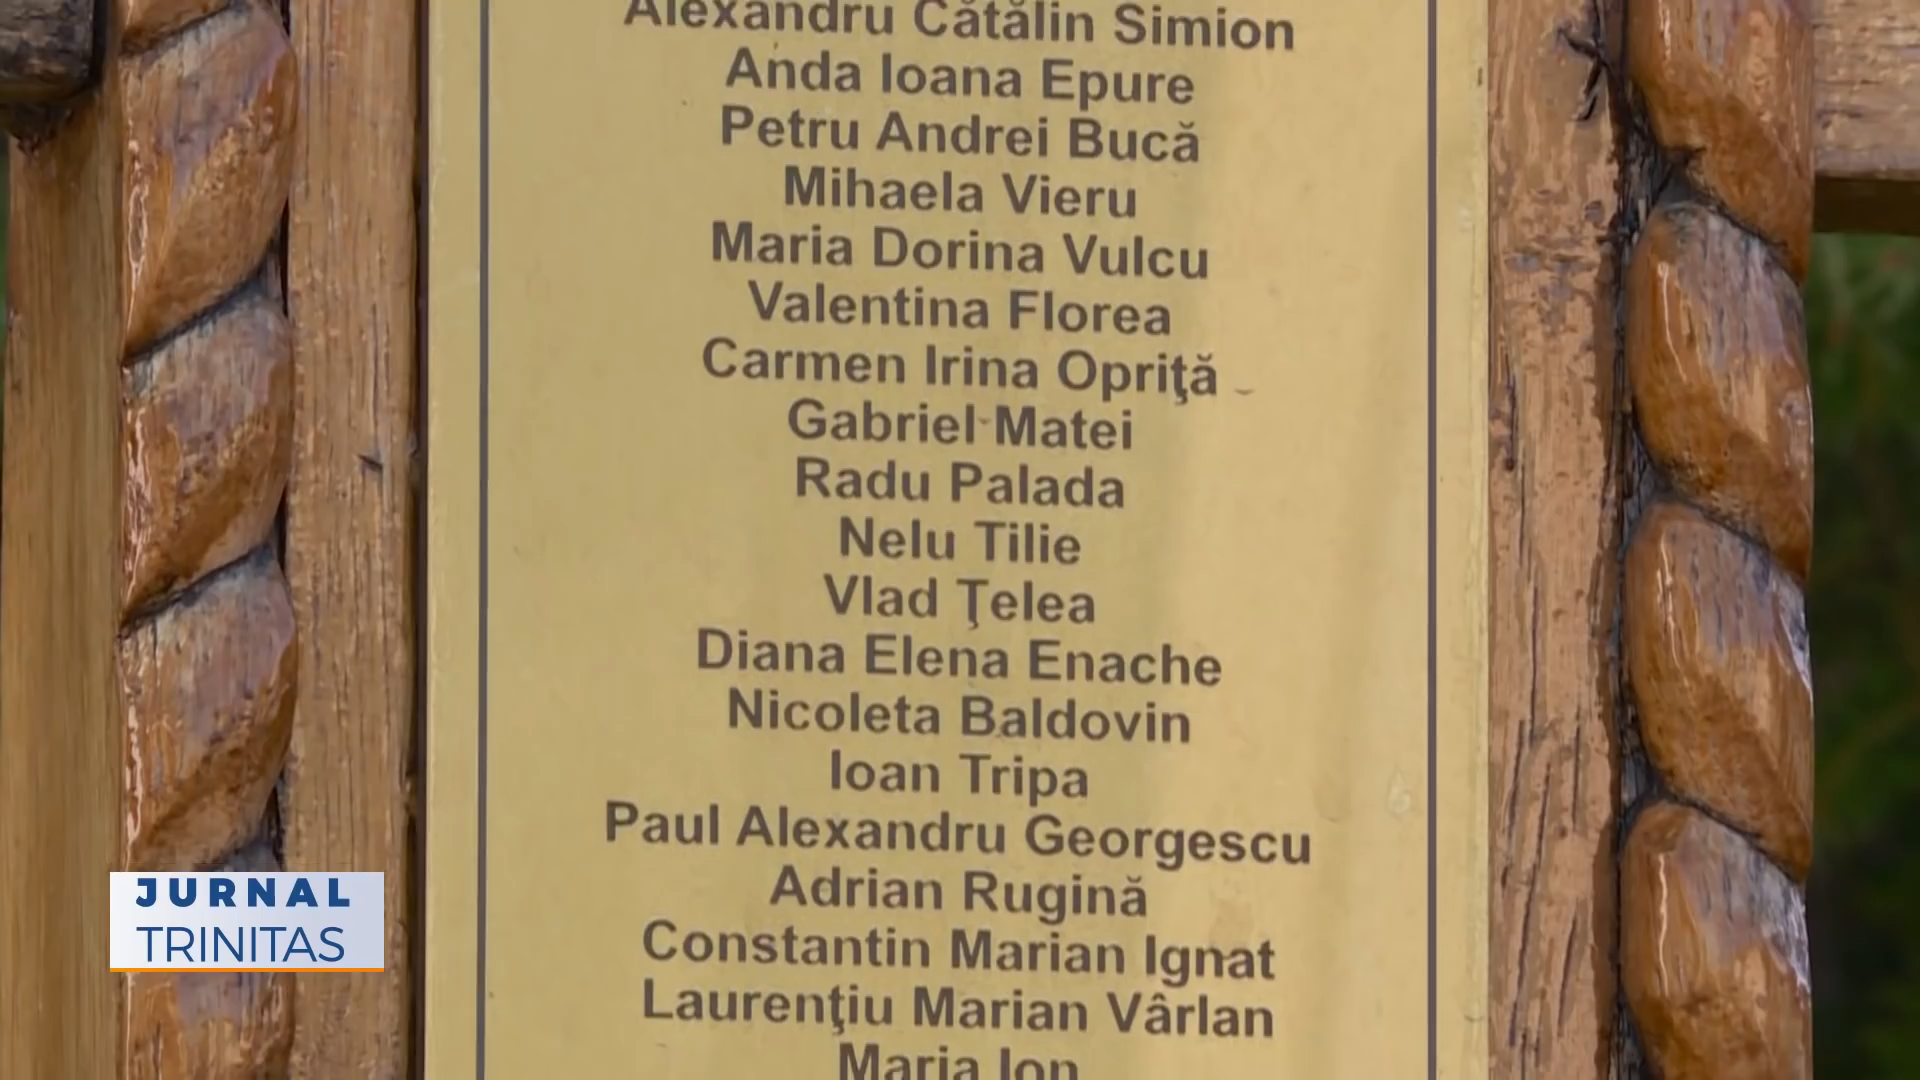 Alexandru Cătălin Simion
Anda Ioana Epure
Petru Andrei Bucă
Mihaela Vieru
Maria Dorina Vulcu
Valentina Florea
Carmen Irina Opriţă
Gabriel Matei
Radu Palada
Nelu Tilie
Vlad Ţelea
Diana Elena Enache
Nicoleta Baldovin
Ioan Tripa
Paul Alexandru Georgescu
Adrian Rugină
Constantin Marian Ignat
Laurenţiu Marian Vârlan
Maria Ion
JURNAL
TRINITAS